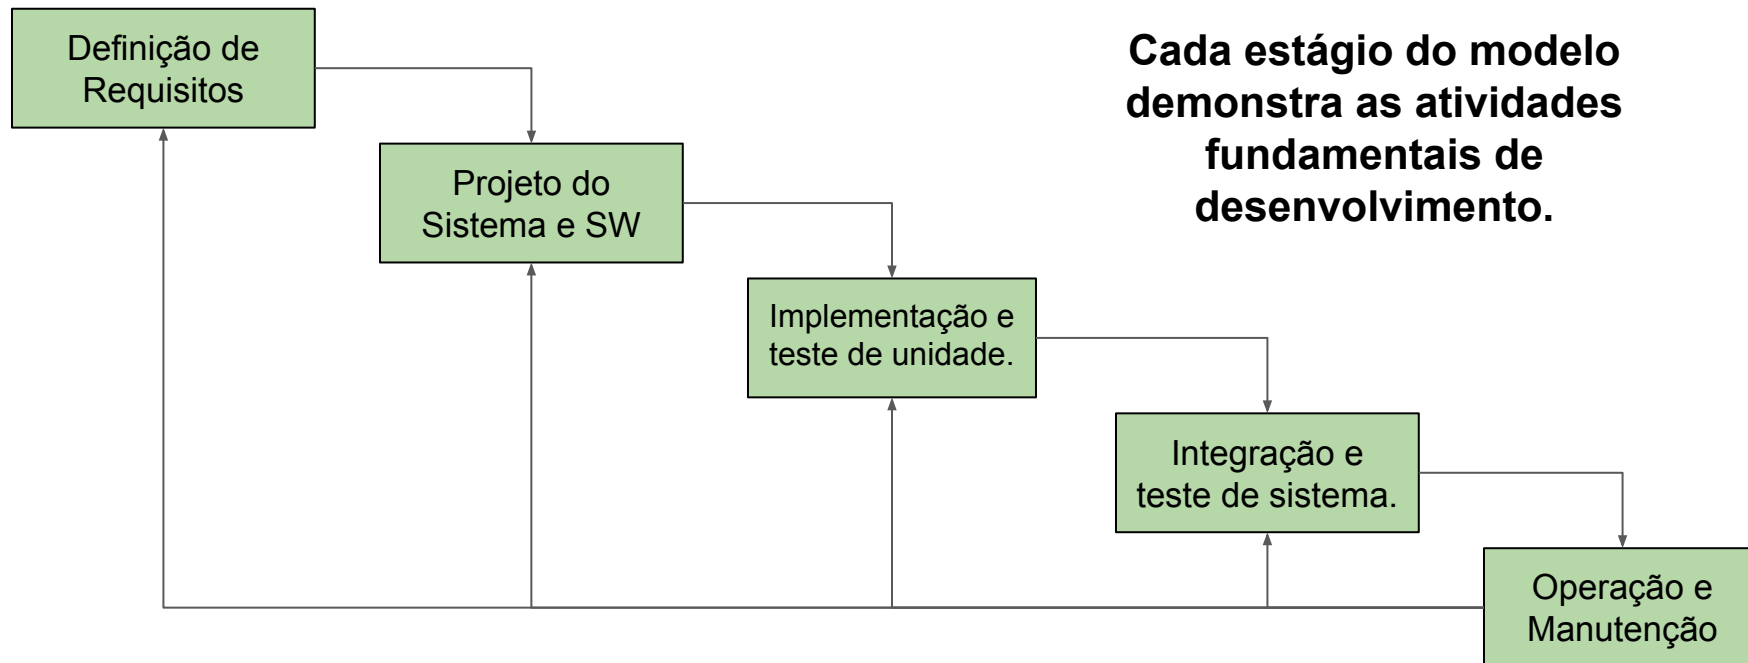 Definição de
Requisitos
Cada estágio do modelo
demonstra as atividades
fundamentais de
desenvolvimento.
Projeto do
Sistema e SW
Implementação e
teste de unidade.
Integração e
teste de sistema.
Operação e
Manutenção